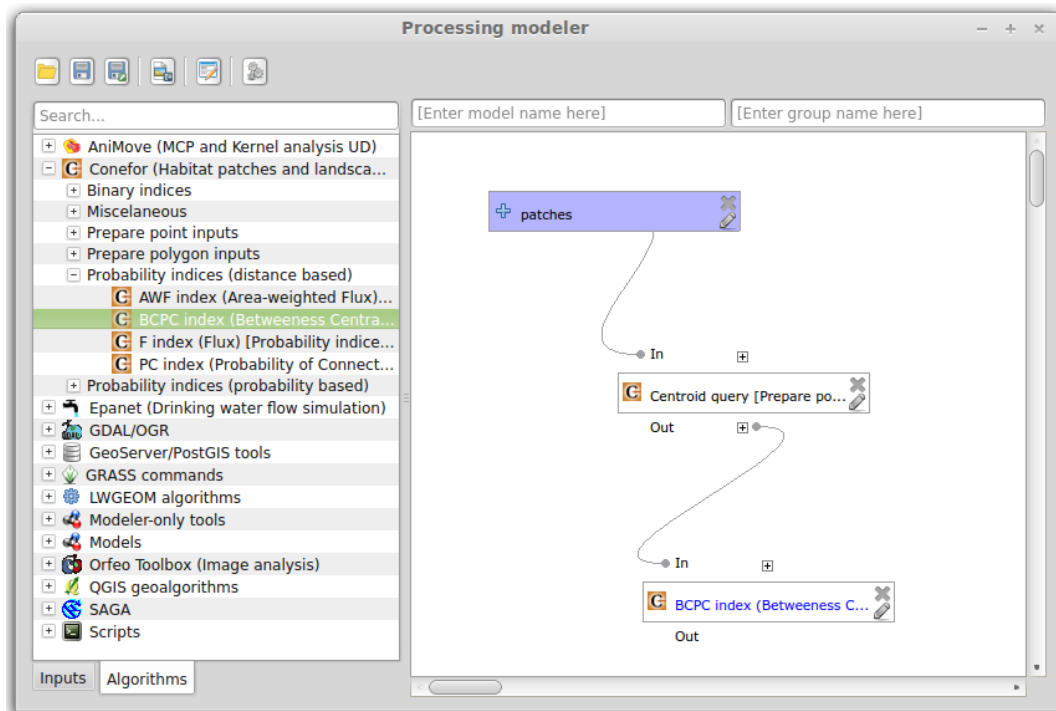 Processing modeler
Search...
[Enter model name here]
[Enter group name here]
AniMove (MCP and Kernel analysis UD)
Conefor (Habitat patches and landsca...
Binary indices
Miscelaneous
Prepare point inputs
Prepare polygon inputs
Probability indices (distance based)
AWF index (Area-weighted Flux)...
BCPC index (Betweeness Centra...
F index (Flux) [Probability indice...
PC index (Probability of Connect...
Probability indices (probability based)
Epanet (Drinking water flow simulation)
GDAL/OGR
GeoServer/PostGIS tools
GRASS commands
LWGEOM algorithms
Modeler-only tools
Models
Orfeo Toolbox (Image analysis)
QGIS geoalgorithms
SAGA
Scripts
Inputs
Algorithms
patches
In
Centroid query [Prepare po...
Out
In
BCPC index (Betweeness C...
Out